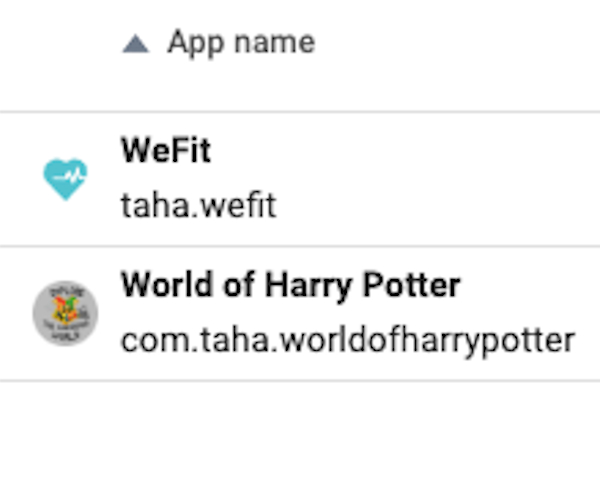 App name
WeFit
taha.wefit
World of Harry Potter
com.taha.worldofharrypotter